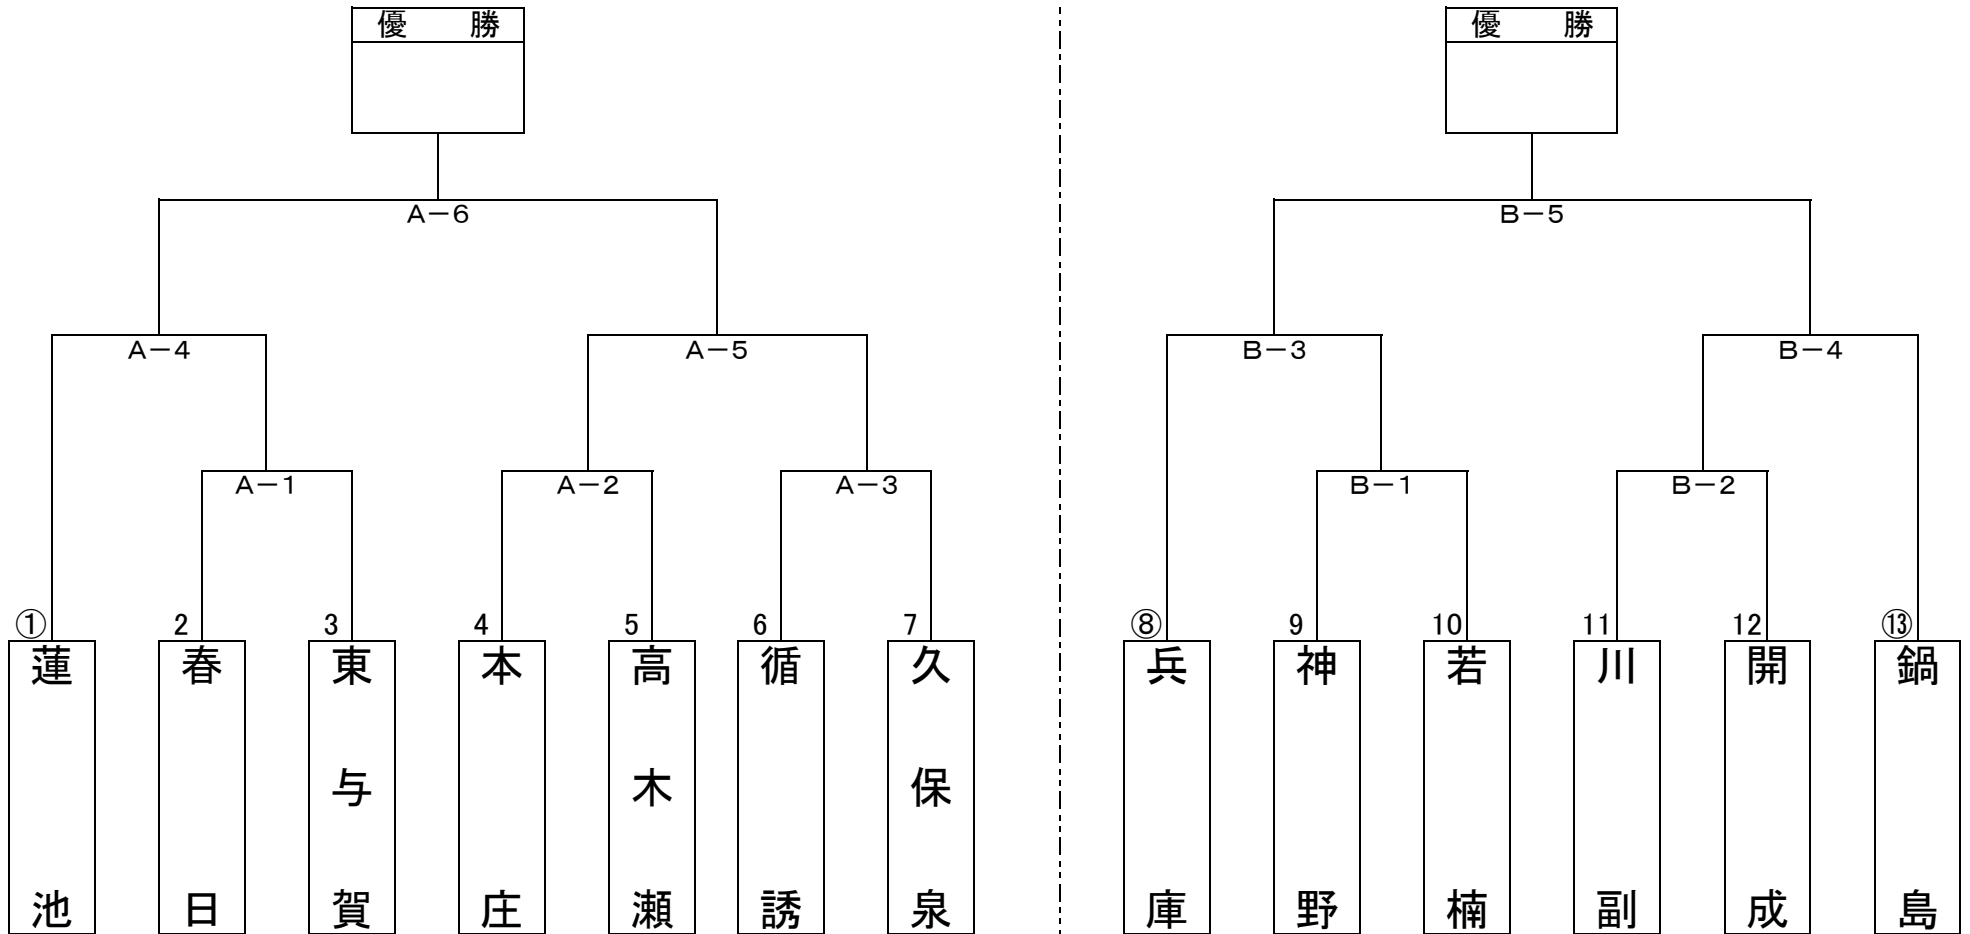 優 勝
優 勝
A-6
B-5
A-4
A-5
B-3
B-4
A-1
A-2
A-3
B-1
B-2
①
2
3
4
5
6
7
⑧
9
10
11
12
⑬
蓮池
春日
東与賀
本庄
高木瀬
循誘
久保泉
兵庫
神野
若楠
川副
開成
鍋島